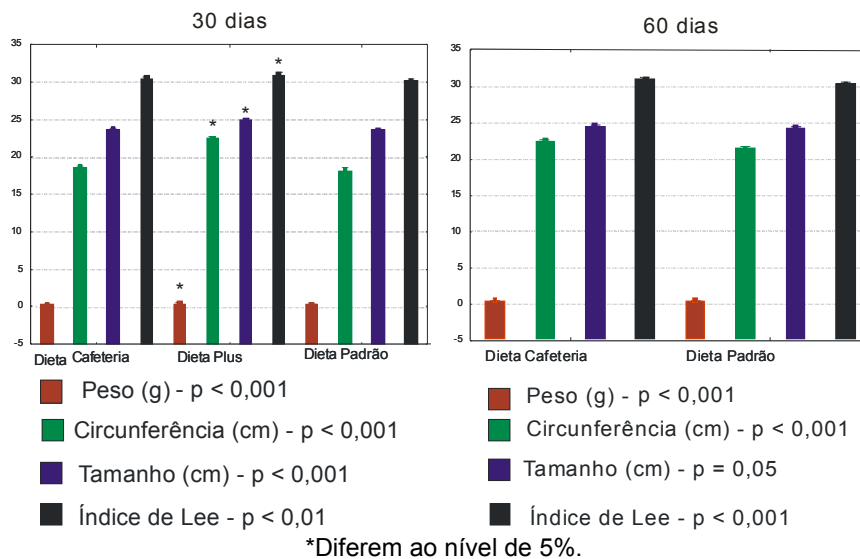 30 dias
35
30
25
20
15
10
5
0
-5
*
*
*
*
Dieta Cafeteria
Dieta Plus
Dieta Padrão
Peso (g) - p < 0,001
Circunferência (cm) - p < 0,001
Tamanho (cm) - p < 0,001
Índice de Lee - p < 0,01
60 dias
35
30
25
20
15
10
5
0
-5
Dieta Cafeteria
Dieta Padrão
Peso (g) - p < 0,001
Circunferência (cm) - p < 0,001
Tamanho (cm) - p = 0,05
Índice de Lee - p < 0,001
*Diferem ao nível de 5%.